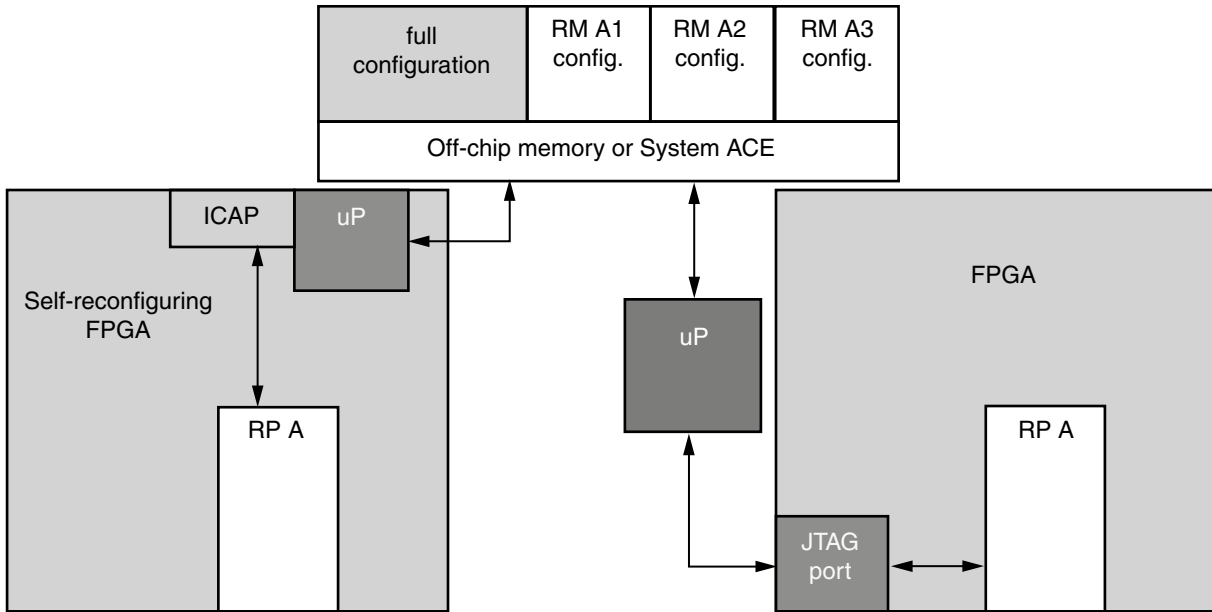 full
configuration
RM A1
config.
RM A2
config.
RM A3
config.
Off-chip memory or System ACE
ICAP
uP
Self-reconfiguring
FPGA
RP A
uP
FPGA
RP A
JTAG
port